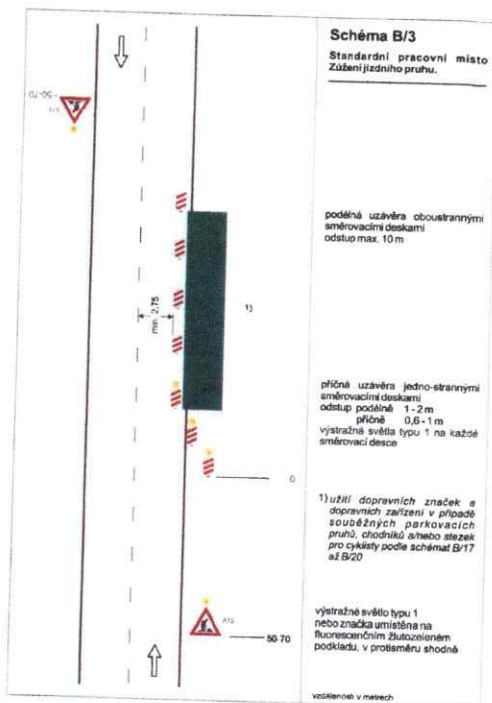 Schéma B/3
Standardní pracovní místo
Zúžení jízdního pruhu.
~50-70
A15
podélná uzávěra oboustrannými
směrovacími deskami
odstup max. 10 m
min. 2,75
1)
příčná uzávěra jedno-strannými
směrovacími deskami
odstup podélně 1 - 2 m
příčně 0,6 - 1 m
výstražná světla typu 1 na každé
směrovací desce
0
1) užití dopravních značek a
dopravních zařízení v případě
souběžných parkovacích
pruhů, chodníků a/nebo stezek
pro cyklisty podle schémat B/17
až B/20
A15
50-70
výstražné světlo typu 1
nebo značka umístěna na
fluorescenčním žlutozeleném
podkladu, v protisměru shodně
vzdálenosti v metrech